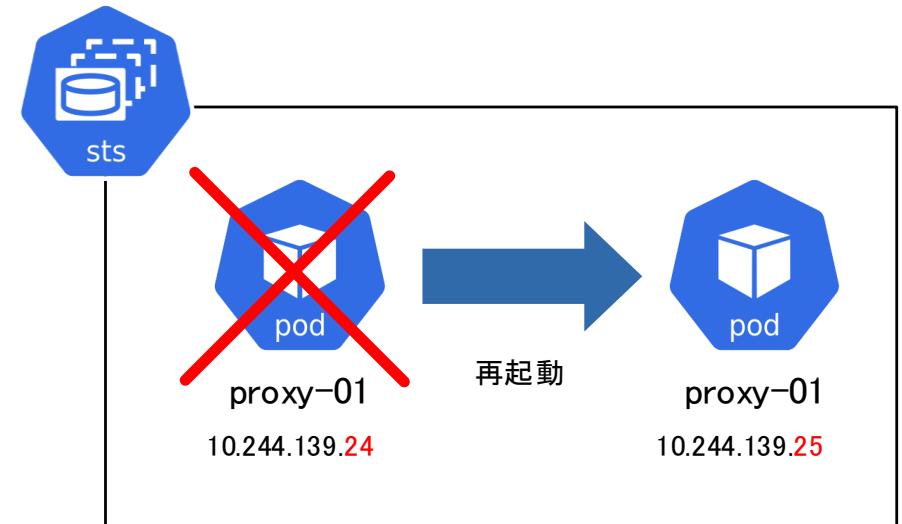 sts
pod
pod
再起動
proxy-01
proxy-01
10.244.139.24
10.244.139.25